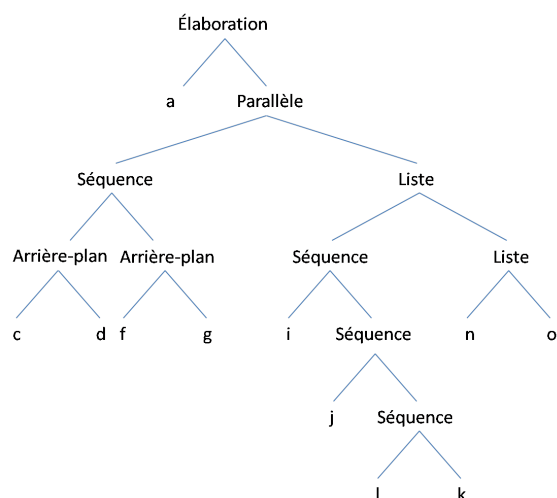 Élaboration
a Parallèle
Séquence Liste
Arrière-plan Arrière-plan Séquence Liste
c d f g i Séquence n o
j Séquence
l k